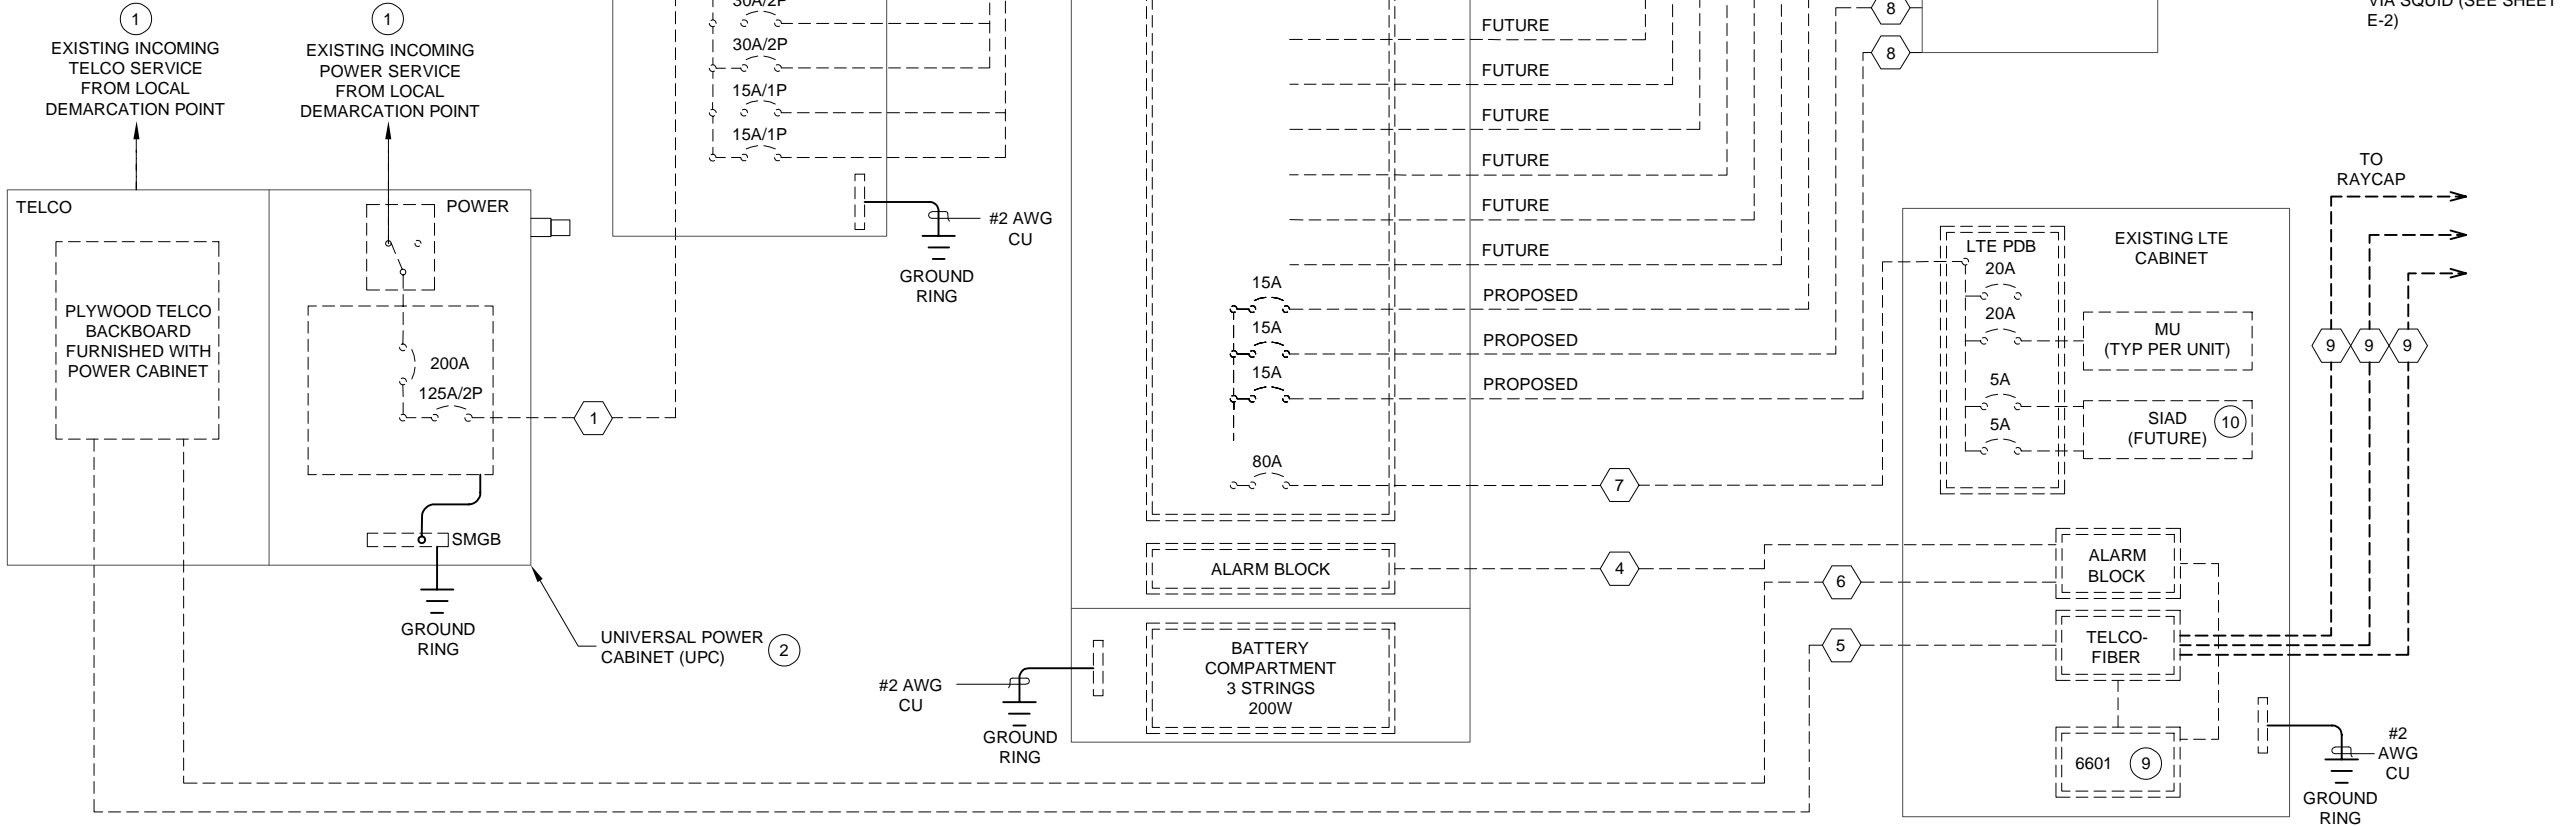 1
EXISTING INCOMING
TELCO SERVICE
FROM LOCAL
DEMARCATION POINT
1
EXISTING INCOMING
POWER SERVICE
FROM LOCAL
DEMARCATION POINT
30A/2P
30A/2P
15A/1P
15A/1P
#2 AWG
CU
GROUND
RING
TELCO
PLYWOOD TELCO
BACKBOARD
FURNISHED WITH
POWER CABINET
POWER
200A
125A/2P
1
SMGB
GROUND
RING
UNIVERSAL POWER
CABINET (UPC)
2
FUTURE
FUTURE
FUTURE
FUTURE
FUTURE
FUTURE
15A
PROPOSED
15A
PROPOSED
15A
PROPOSED
80A
7
ALARM BLOCK
4
6
5
BATTERY
COMPARTMENT
3 STRINGS
200W
#2 AWG
CU
GROUND
RING
8
8
VIA SQUID (SEE SHEET
E-2)
TO
RAYCAP
EXISTING LTE
CABINET
LTE PDB
20A
20A
5A
5A
MU
(TYP PER UNIT)
SIAD
(FUTURE)
10
9
9
9
ALARM
BLOCK
TELCO-
FIBER
6601
9
#2
AWG
CU
GROUND
RING